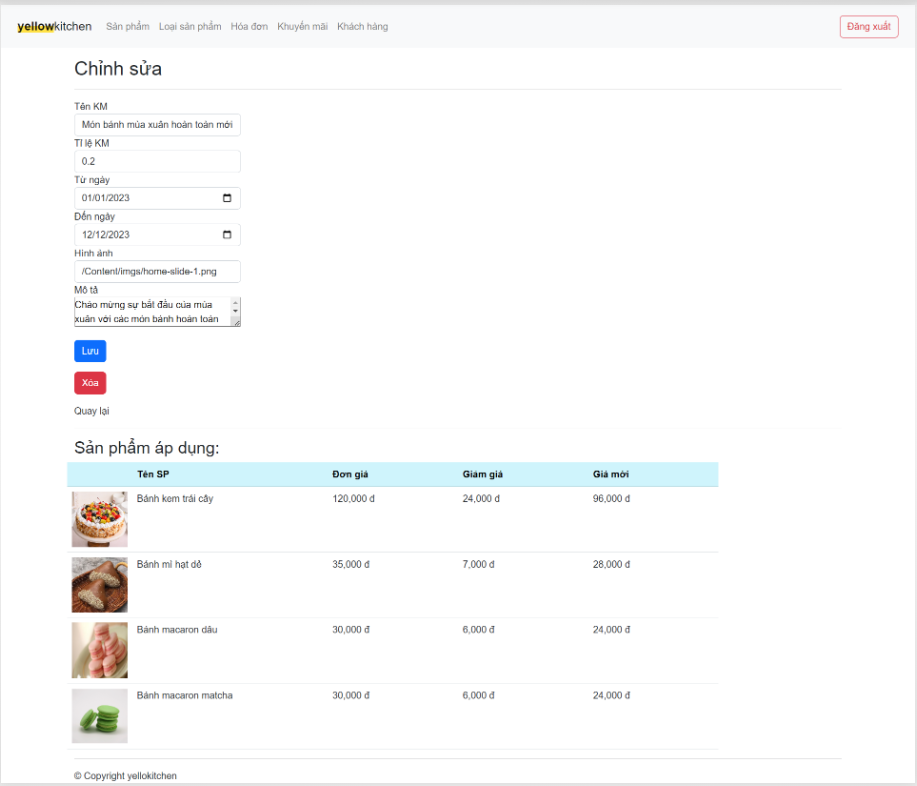 yellowkitchen Sản phẩm Loại sản phẩm Hóa đơn Khuyến mãi Khách hàng Đăng xuất
Chỉnh sửa
Tên KM
Món bánh mùa xuân hoàn toàn mới
Tỉ lệ KM
0.2
Từ ngày
01/01/2023
Đến ngày
12/12/2023
Hình ảnh
/Content/imgs/home-slide-1.png
Mô tả
Chào mừng sự bắt đầu của mùa
xuân với các món bánh hoàn toàn
Lưu
Xóa
Quay lại
Sản phẩm áp dụng:
Tên SP Đơn giá Giảm giá Giá mới
Bánh kem trái cây 120,000 đ 24,000 đ 96,000 đ
Bánh mì hạt dẻ 35,000 đ 7,000 đ 28,000 đ
Bánh macaron dâu 30,000 đ 6,000 đ 24,000 đ
Bánh macaron matcha 30,000 đ 6,000 đ 24,000 đ
© Copyright yellokitchen